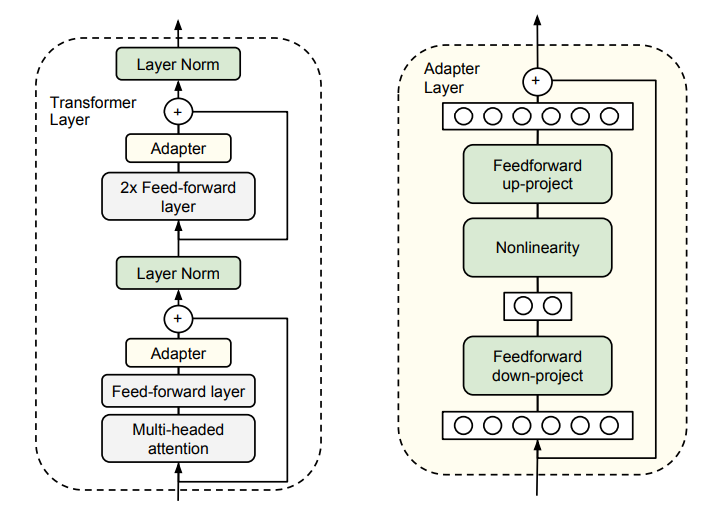 Layer Norm
Transformer
Layer
+
Adapter
2x Feed-forward
layer
Layer Norm
+
Adapter
Feed-forward layer
Multi-headed
attention
Adapter
Layer
+
Feedforward
up-project
Nonlinearity
Feedforward
down-project